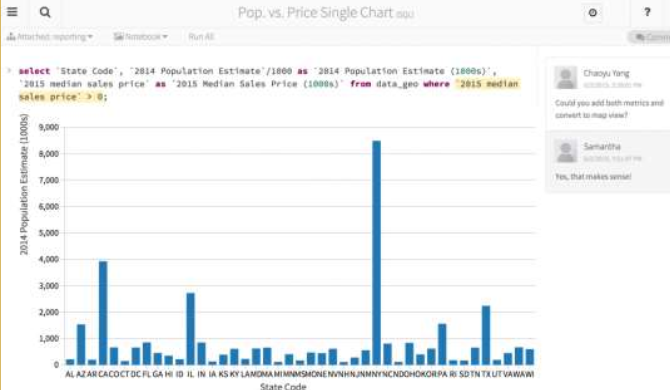 Pop. vs. Price Single Chart (SQL)
?
Attached: reporting
Notebook
Run All
> select `State Code`, `2014 Population Estimate`/1000 as `2014 Population Estimate (1000s)`,
`2015 median sales price` as `2015 Median Sales Price (1000s)` from data_geo where `2015 median
sales price` > 0;
Chaoyu Yang
Could you add both metrics and
convert to map view?
Samantha
Yes, that makes sense!
2014 Population Estimate (1000s)
9,000
8,000
7,000
6,000
5,000
4,000
3,000
2,000
1,000
0
AL AZ AR CA CO CT DC FL GA HI ID IL IN IA KS KY LA MD MA MI MN MS MO NE NV NH NJ NM NY NC ND OH OK OR PA RI SD TN TX UT VA WA WI
State Code